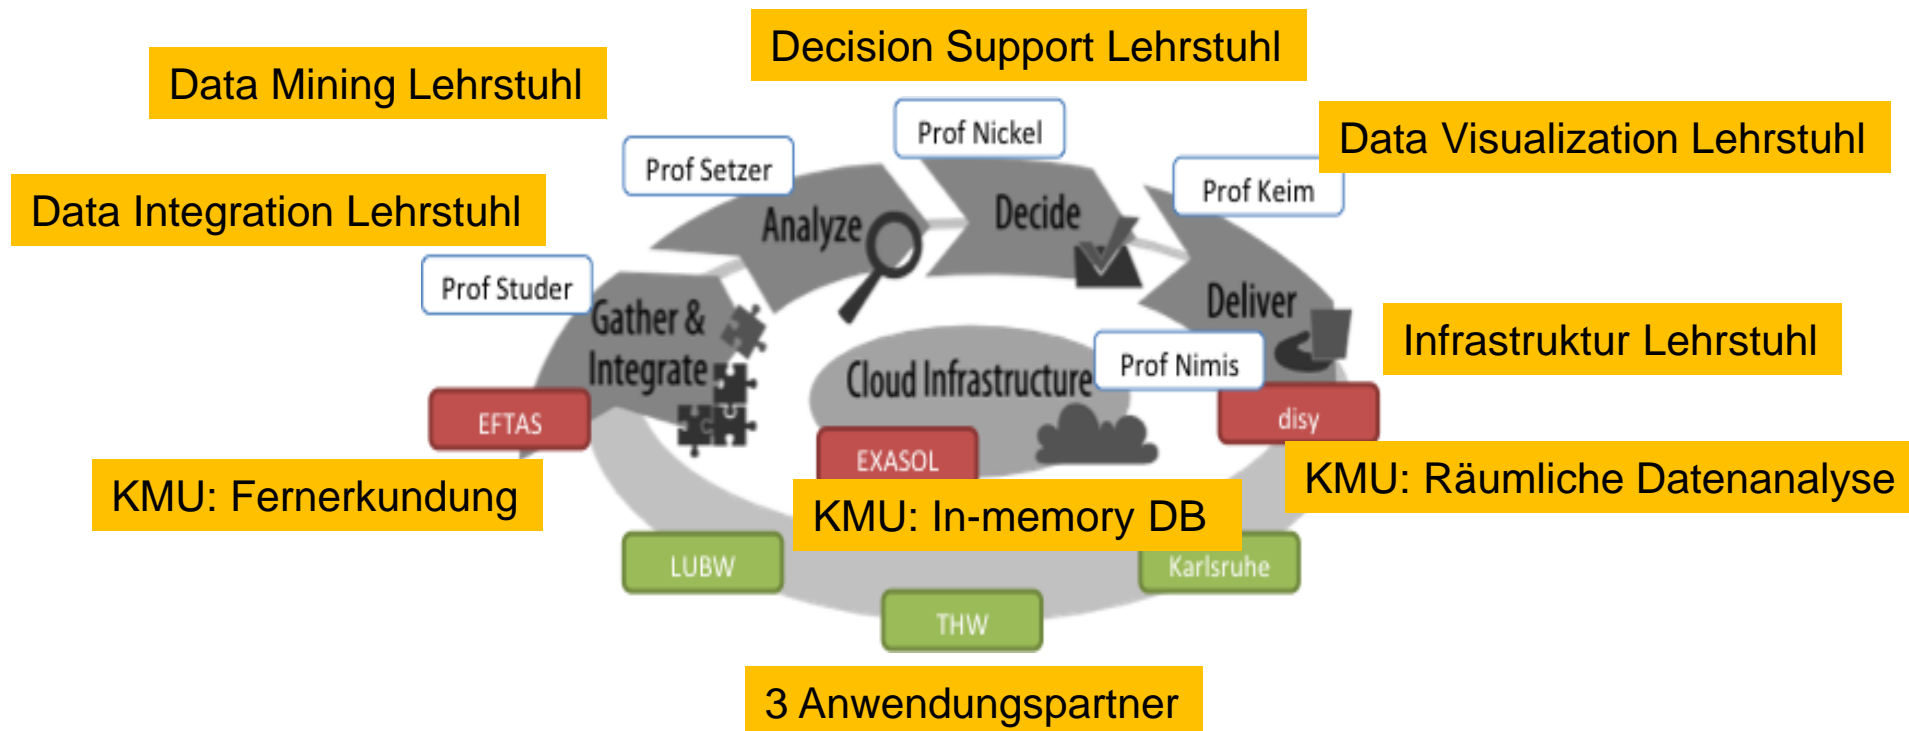 Decision Support Lehrstuhl
Data Mining Lehrstuhl
Prof Nickel
Data Visualization Lehrstuhl
Prof Setzer
Prof Keim
Data Integration Lehrstuhl
Analyze
Decide
Prof Studer
Gather &
Integrate
Deliver
Infrastruktur Lehrstuhl
Cloud Infrastructure
Prof Nimis
EFTAS
disy
EXASOL
KMU: Fernerkundung
KMU: In-memory DB
KMU: Räumliche Datenanalyse
LUBW
Karlsruhe
THW
3 Anwendungspartner